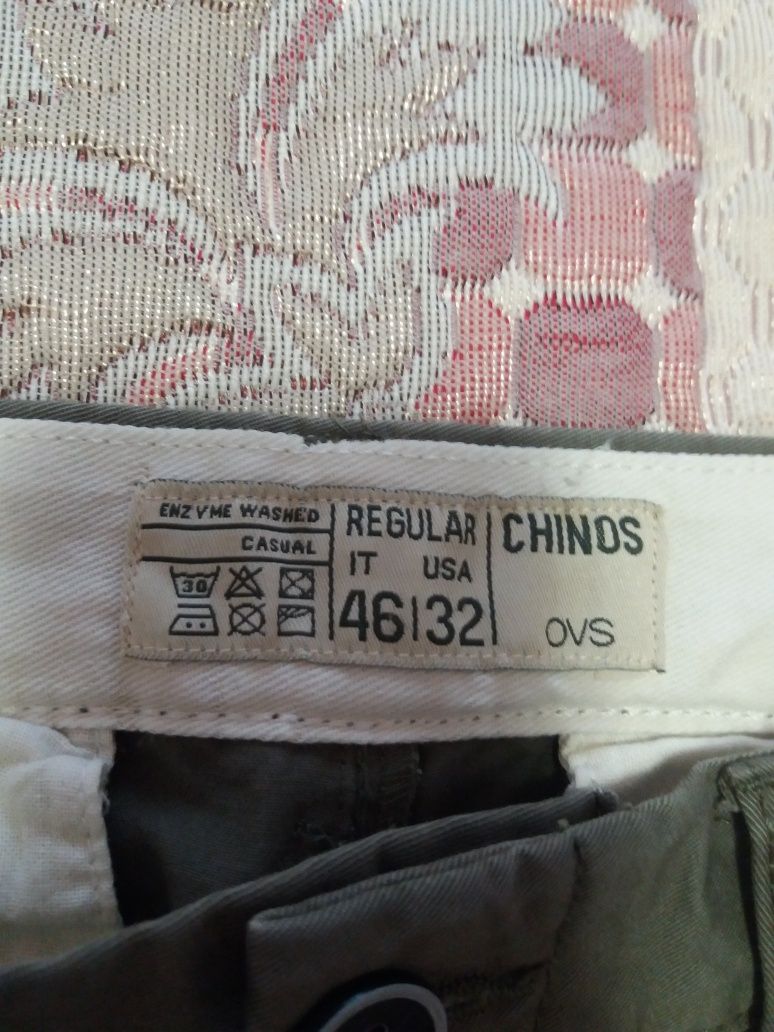 ENZYME WASHED
CASUAL
30
REGULAR
IT USA
46|32
CHINOS
OVS